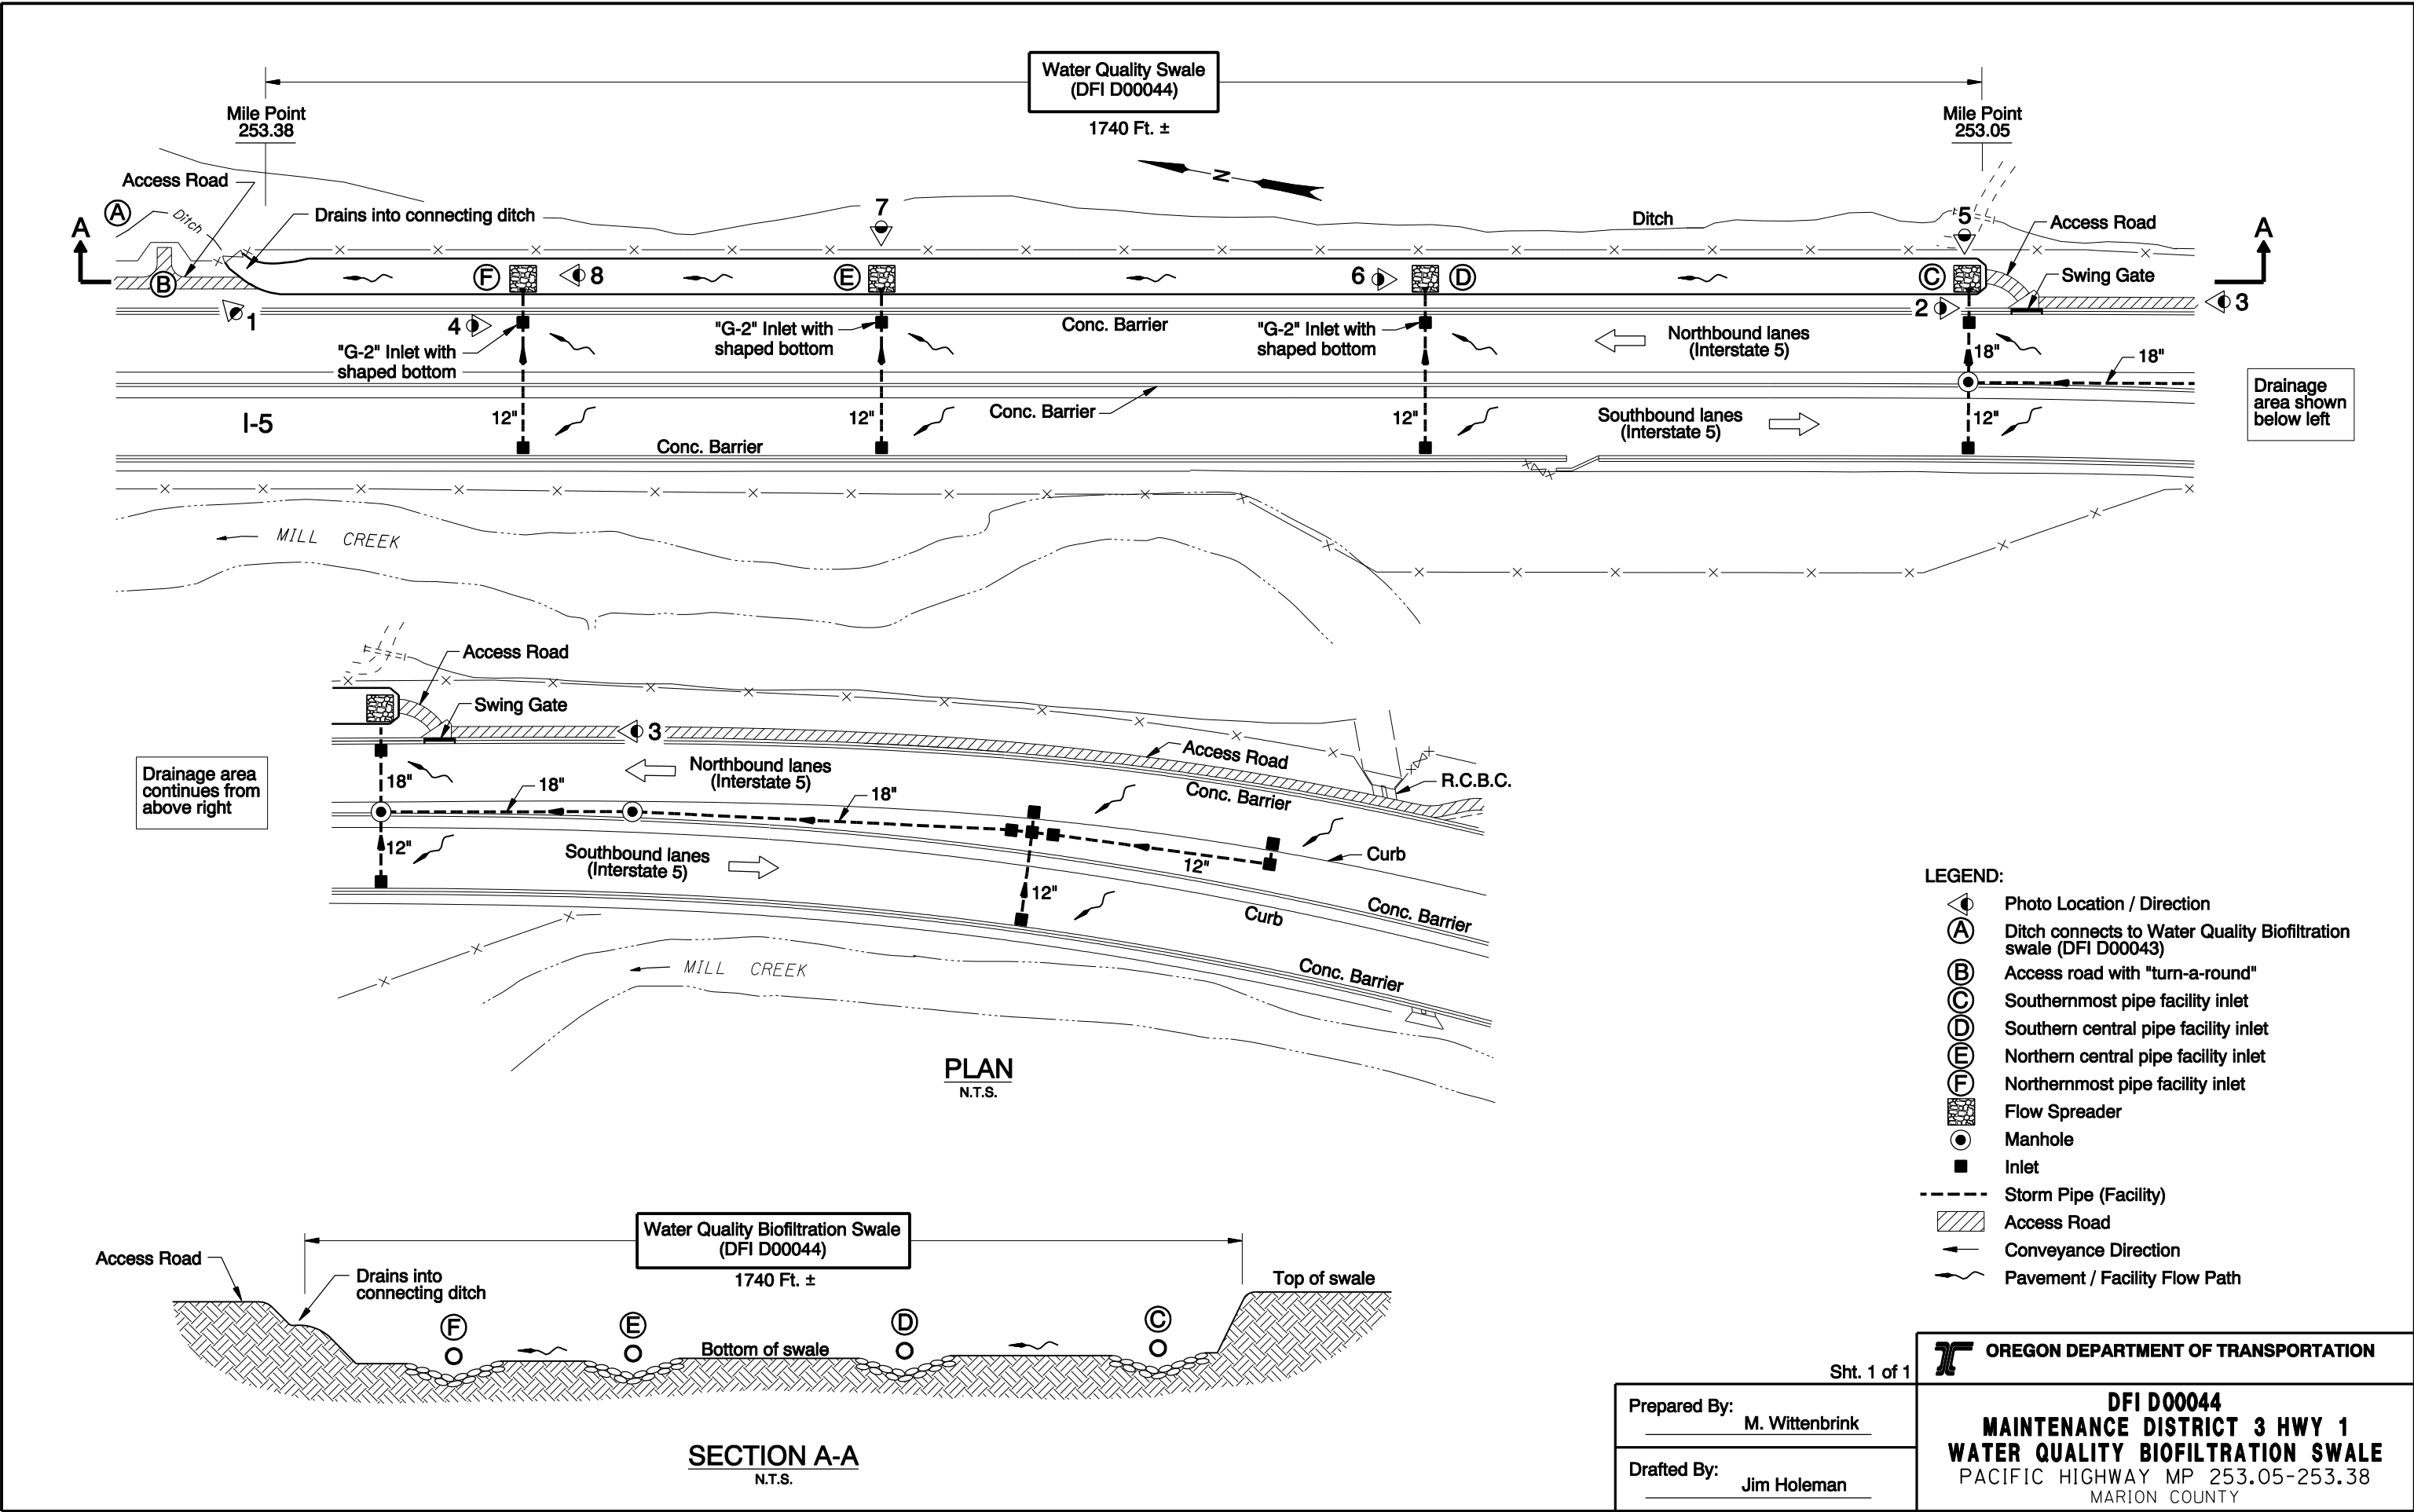 Water Quality Swale
(DFI D00044)
1740 Ft. ±
Mile Point
253.38
Mile Point
253.05
N
Access Road
A
Ditch
Drains into connecting ditch
7
Ditch
5
Access Road
A
A
B
F
8
E
6
D
C
Swing Gate
1
4
2
3
"G-2" Inlet with
shaped bottom
"G-2" Inlet with
shaped bottom
Conc. Barrier
"G-2" Inlet with
shaped bottom
Northbound lanes
(Interstate 5)
18"
18"
I-5
12"
12"
Conc. Barrier
12"
Southbound lanes
(Interstate 5)
12"
Conc. Barrier
Drainage
area shown
below left
MILL CREEK
Access Road
Swing Gate
3
Access Road
R.C.B.C.
Drainage area
continues from
above right
Northbound lanes
(Interstate 5)
18"
18"
18"
Conc. Barrier
12"
Southbound lanes
(Interstate 5)
12"
Curb
12"
Curb
Conc. Barrier
MILL CREEK
Conc. Barrier
PLAN
N.T.S.
LEGEND:
Photo Location / Direction
A Ditch connects to Water Quality Biofiltration
swale (DFI D00043)
B Access road with "turn-a-round"
C Southernmost pipe facility inlet
D Southern central pipe facility inlet
E Northern central pipe facility inlet
F Northernmost pipe facility inlet
Flow Spreader
Manhole
Inlet
Storm Pipe (Facility)
Access Road
Conveyance Direction
Pavement / Facility Flow Path
Water Quality Biofiltration Swale
(DFI D00044)
1740 Ft. ±
Access Road
Drains into
connecting ditch
Top of swale
F
E
D
C
Bottom of swale
SECTION A-A
N.T.S.
Sht. 1 of 1
OREGON DEPARTMENT OF TRANSPORTATION
Prepared By:
M. Wittenbrink
Drafted By:
Jim Holeman
DFI D00044
MAINTENANCE DISTRICT 3 HWY 1
WATER QUALITY BIOFILTRATION SWALE
PACIFIC HIGHWAY MP 253.05-253.38
MARION COUNTY